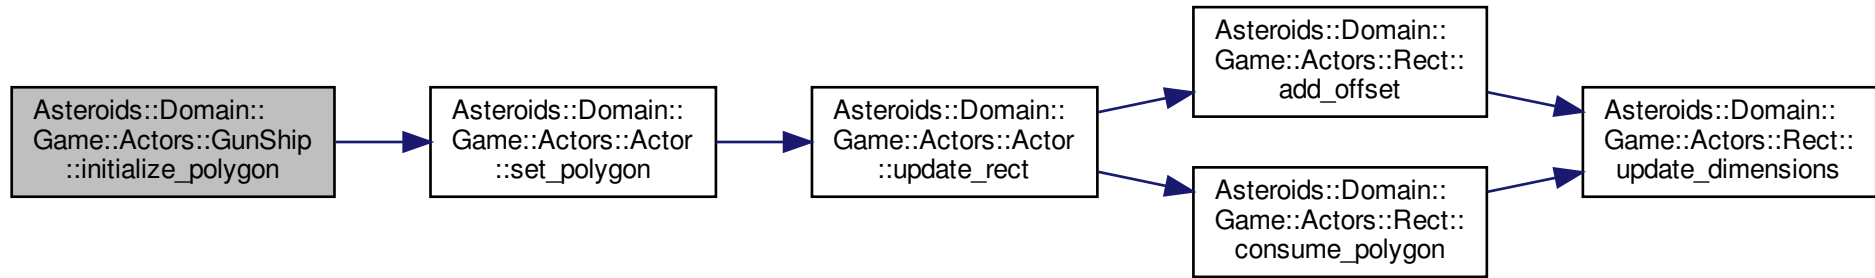 Asteroids::Domain::
Game::Actors::GunShip
::initialize_polygon
Asteroids::Domain::
Game::Actors::Actor
::set_polygon
Asteroids::Domain::
Game::Actors::Actor
::update_rect
Asteroids::Domain::
Game::Actors::Rect::
add_offset
Asteroids::Domain::
Game::Actors::Rect::
consume_polygon
Asteroids::Domain::
Game::Actors::Rect::
update_dimensions